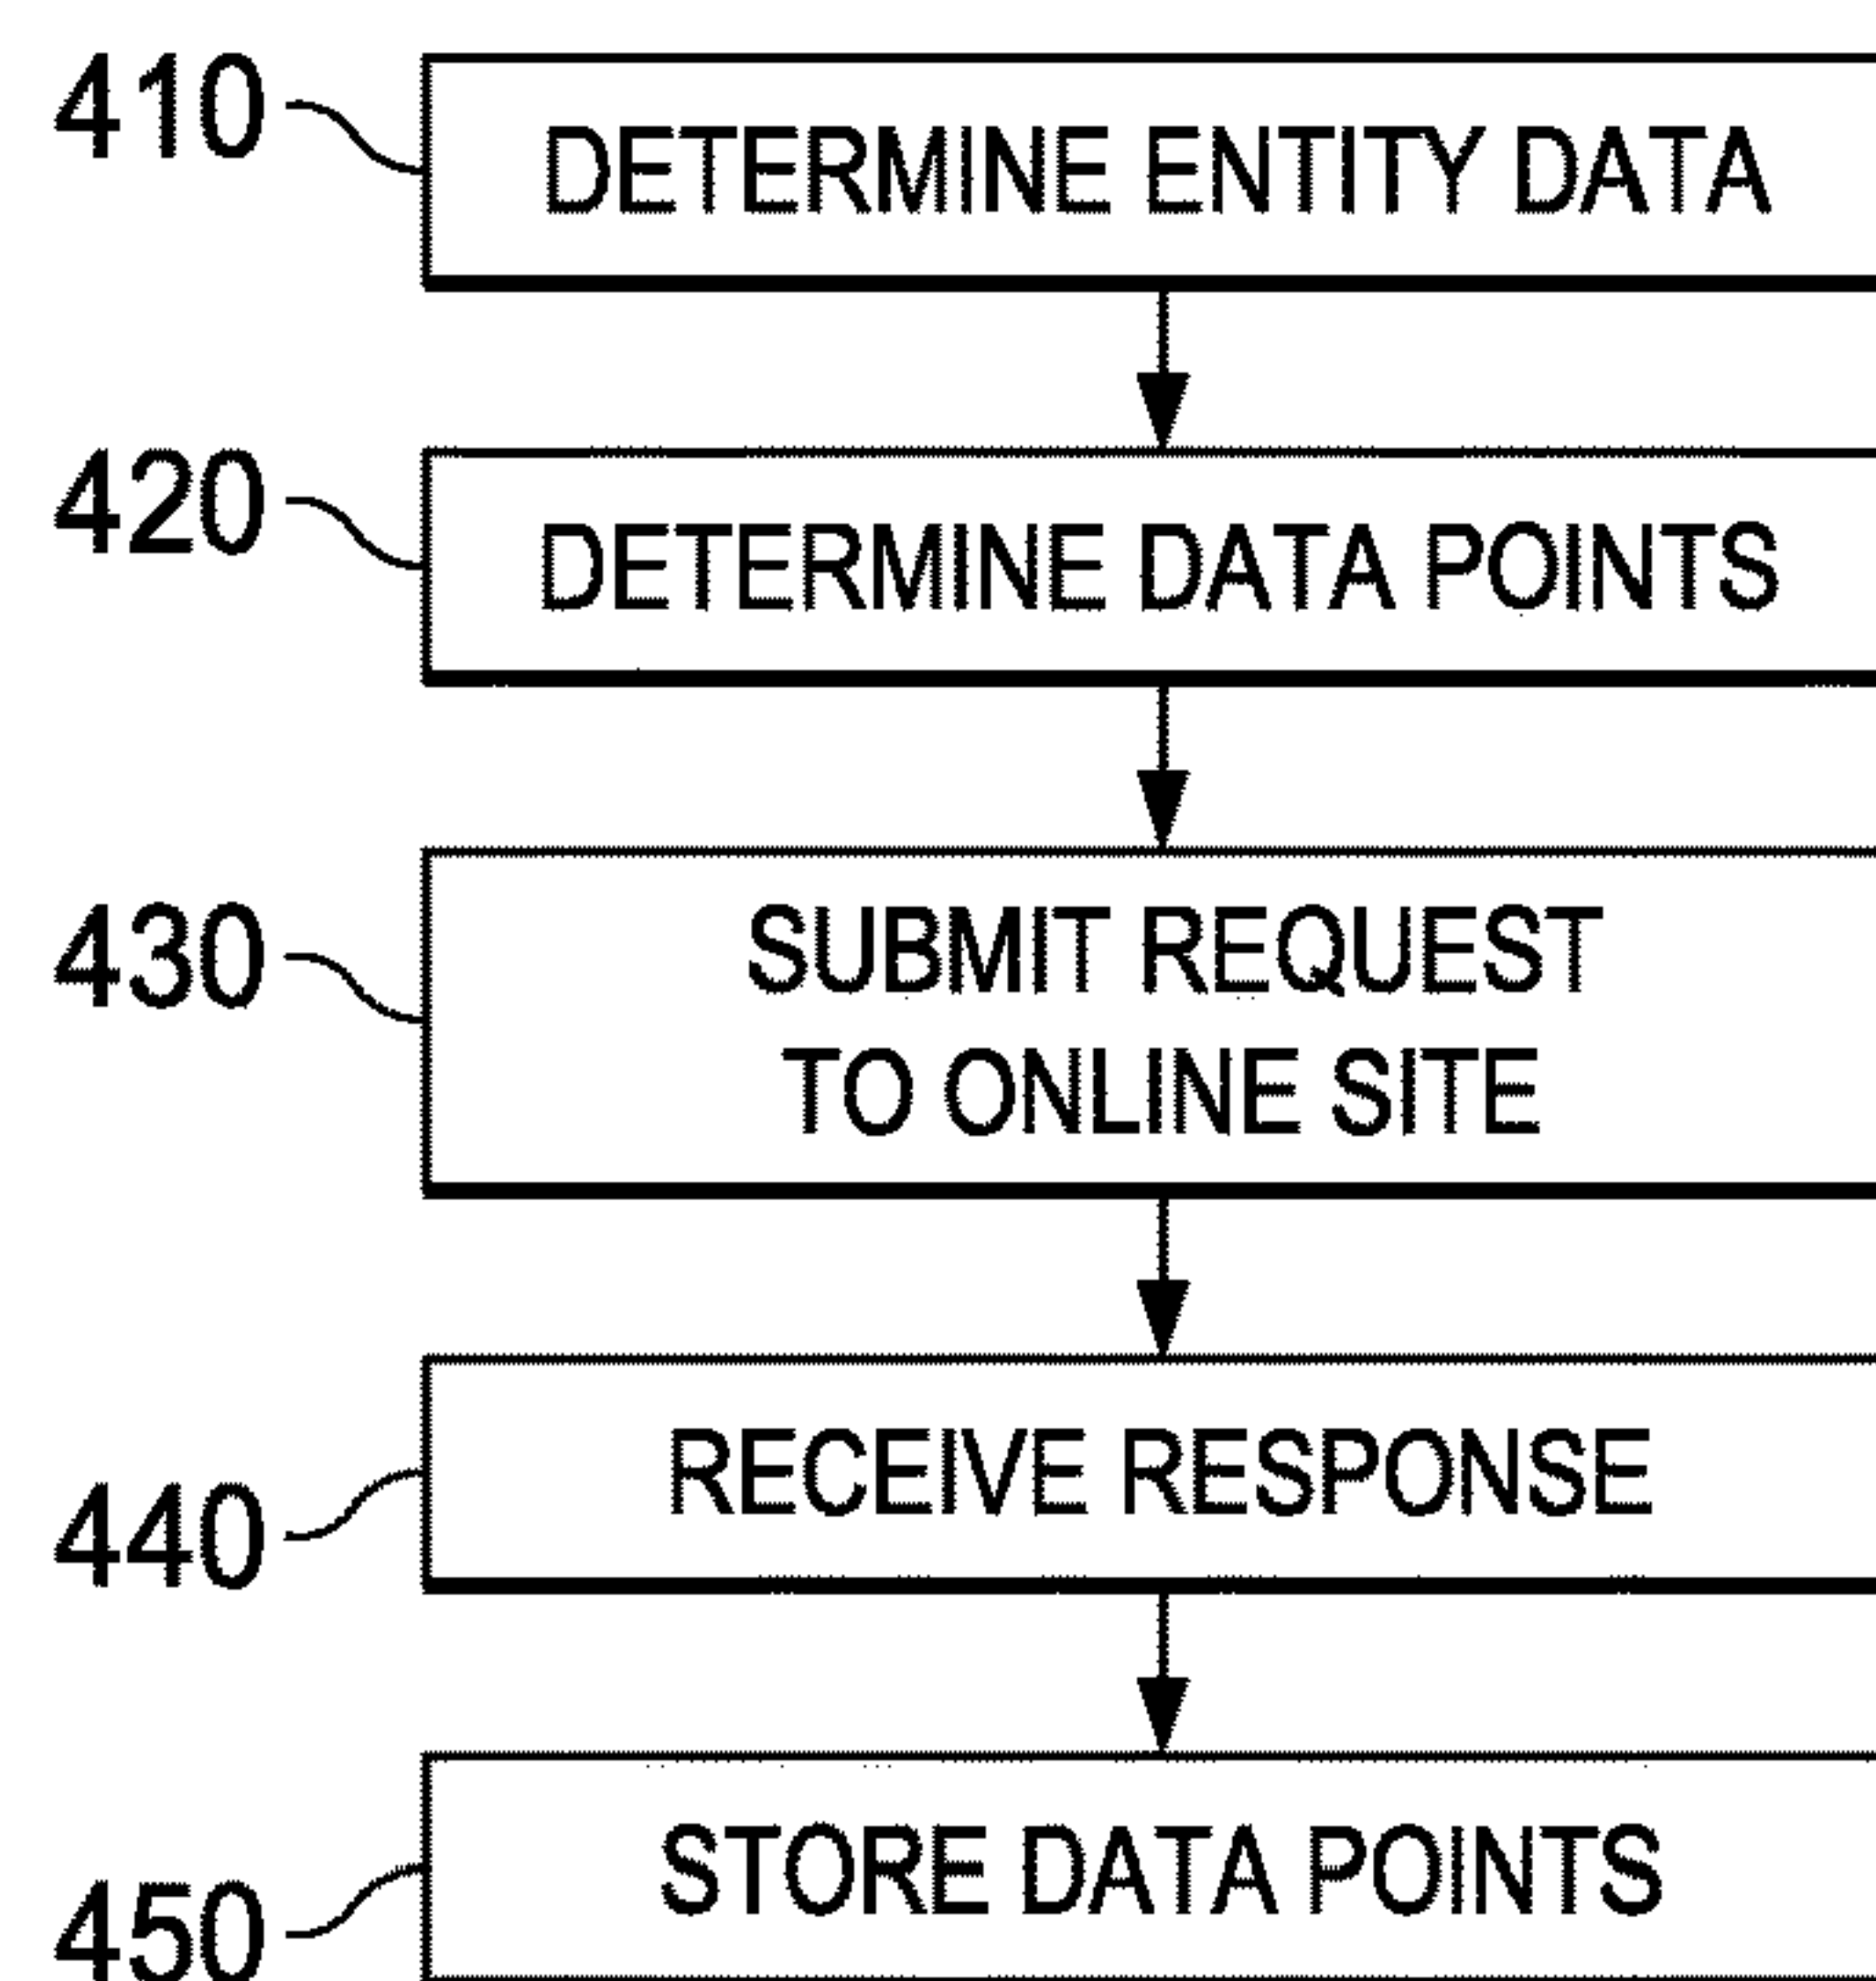 410
DETERMINE ENTITY DATA
420
DETERMINE DATA POINTS
430
SUBMIT REQUEST
TO ONLINE SITE
440
RECEIVE RESPONSE
450
STORE DATA POINTS